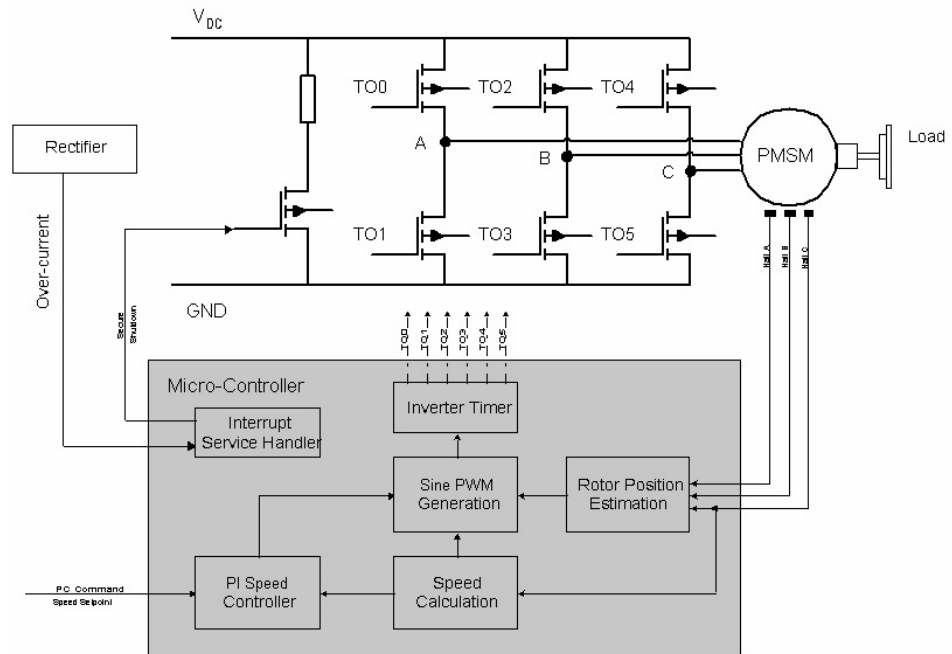 VDC
TO0
TO2
TO4
Rectifier
A
B
C
PMSM
Load
Over-current
TO1
TO3
TO5
Hall A
Hall B
Hall C
GND
Secure
Shutdown
TO0
TO1
TO2
TO3
TO4
TO5
Micro-Controller
Inverter Timer
Interrupt
Service Handler
Sine PWM
Generation
Rotor Position
Estimation
PC Command
Speed Setpoint
PI Speed
Controller
Speed
Calculation